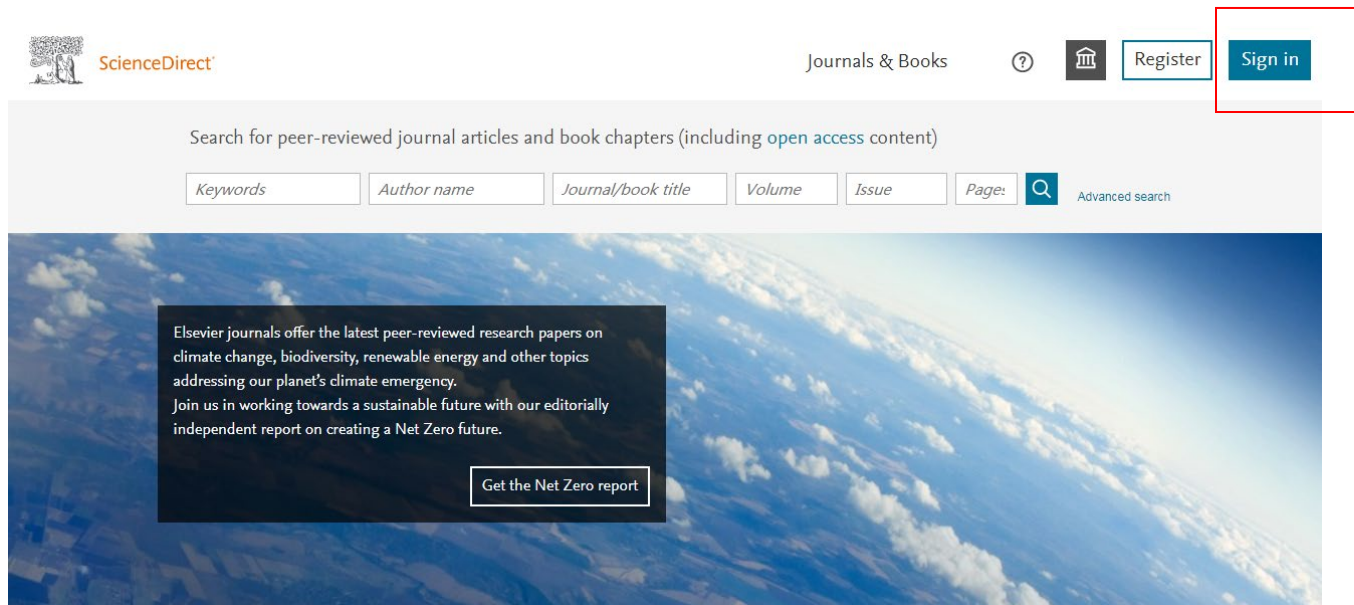 ScienceDirect
Journals & Books
?
Register
Sign in
Search for peer-reviewed journal articles and book chapters (including open access content)
Keywords
Author name
Journal/book title
Volume
Issue
Page:
Advanced search
Elsevier journals offer the latest peer-reviewed research papers on
climate change, biodiversity, renewable energy and other topics
addressing our planet's climate emergency.
Join us in working towards a sustainable future with our editorially
independent report on creating a Net Zero future.
Get the Net Zero report